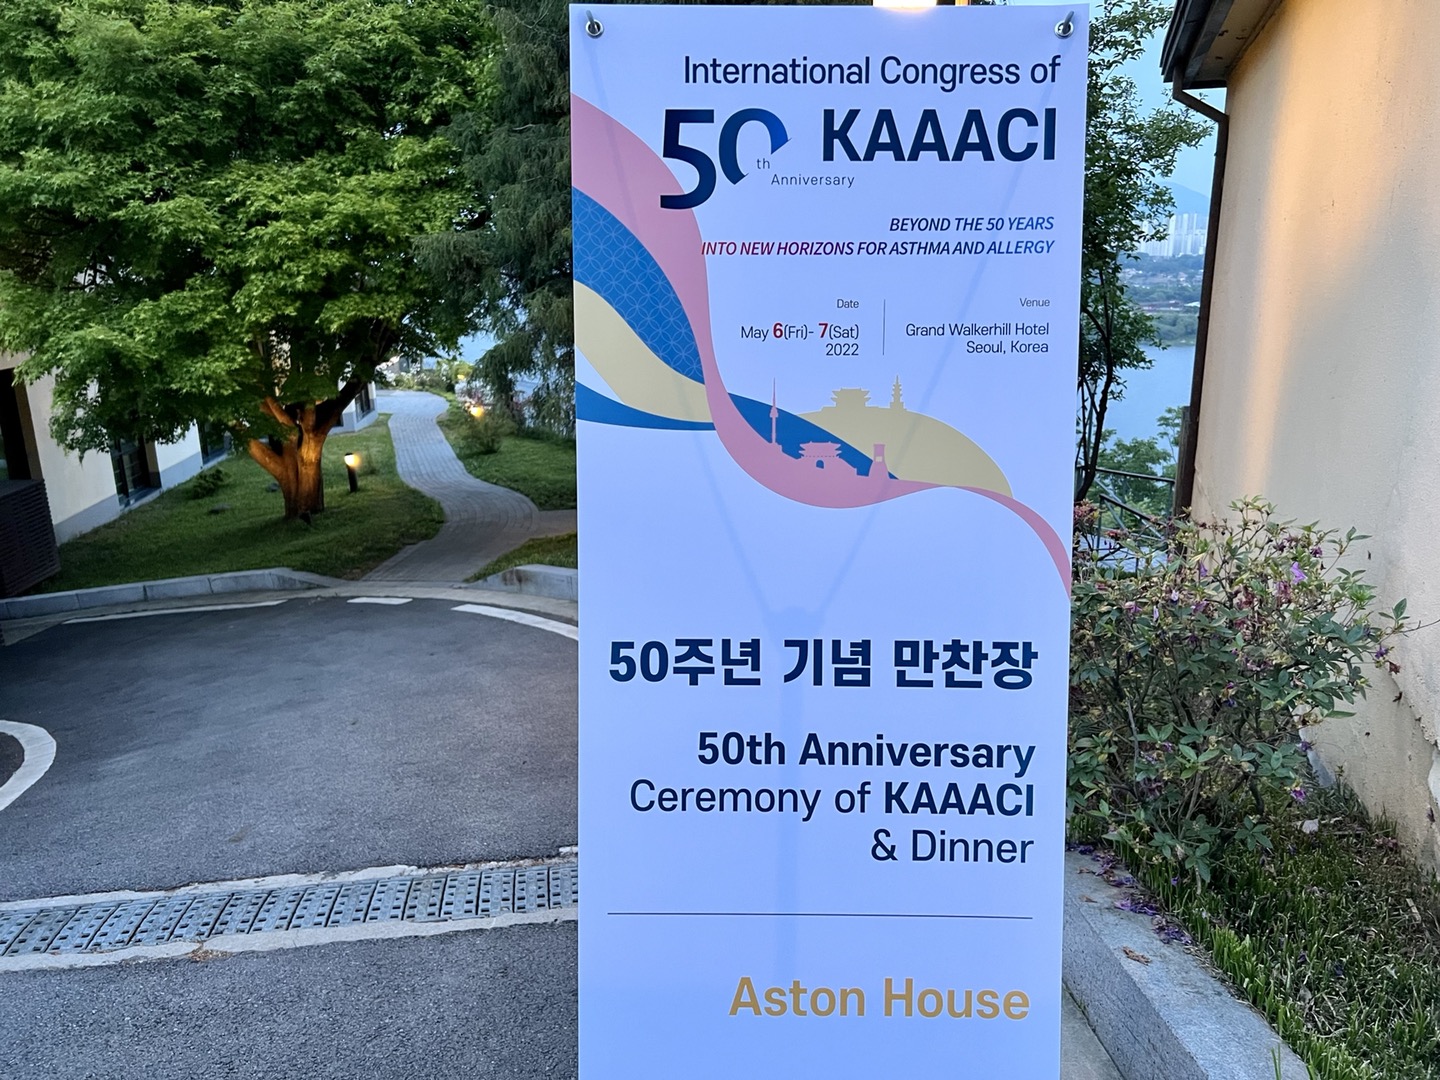 International Congress of
50th Anniversary KAAACI
BEYOND THE 50 YEARS
INTO NEW HORIZONS FOR ASTHMA AND ALLERGY
Date
May 6(Fri)- 7(Sat)
2022
Venue
Grand Walkerhill Hotel
Seoul, Korea
50주년 기념 만찬장
50th Anniversary
Ceremony of KAAACI
& Dinner
Aston House